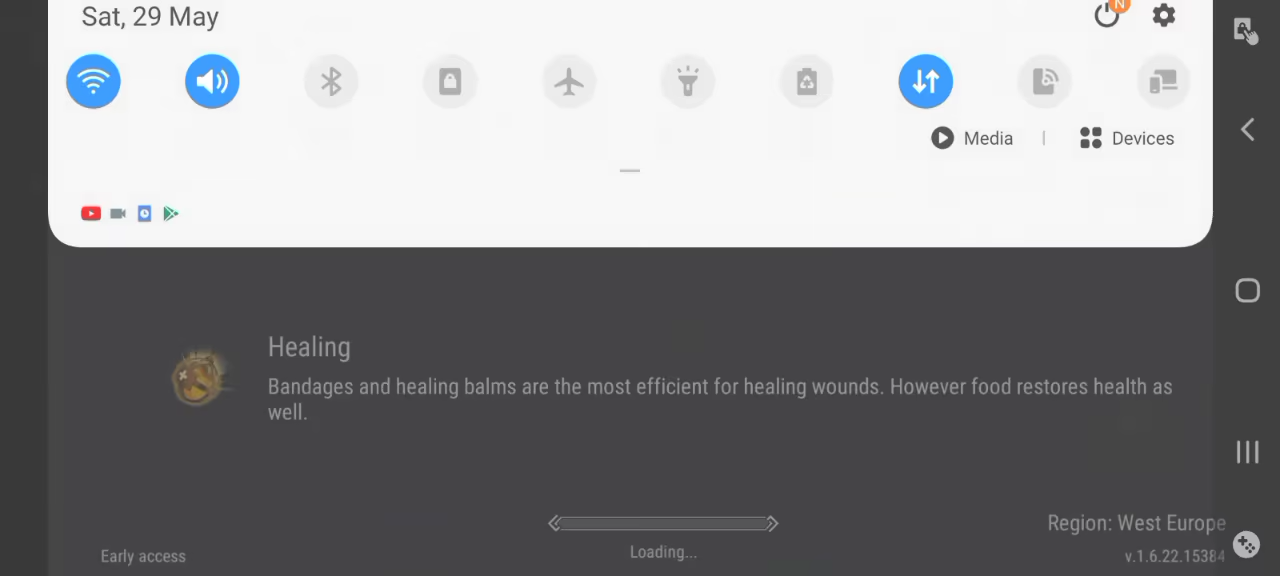 Sat, 29 May
N
Media | Devices
Healing
Bandages and healing balms are the most efficient for healing wounds. However food restores health as
well.
Region: West Europe
Loading...
Early access
v.1.6.22.15384